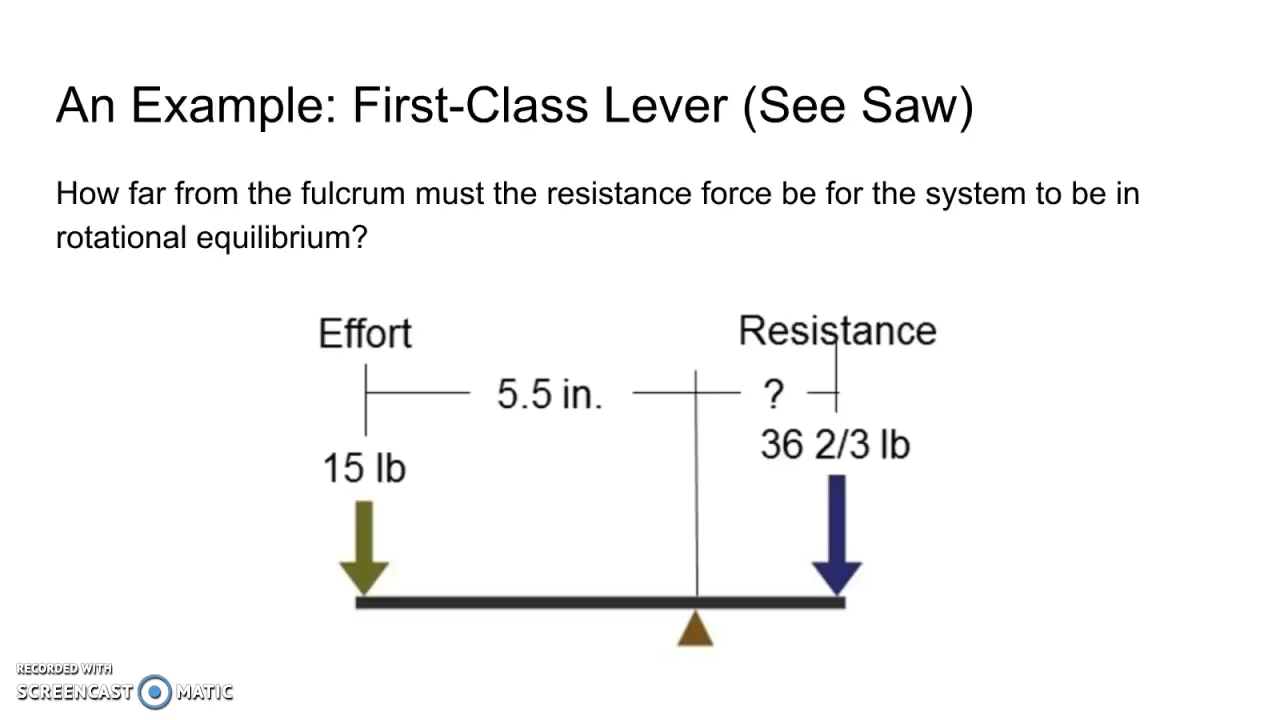 An Example: First-Class Lever (See Saw)
How far from the fulcrum must the resistance force be for the system to be in
rotational equilibrium?
Effort
Resistance
5.5 in.
?
36 2/3 lb
15 lb
RECORDED WITH
SCREENCAST MATIC